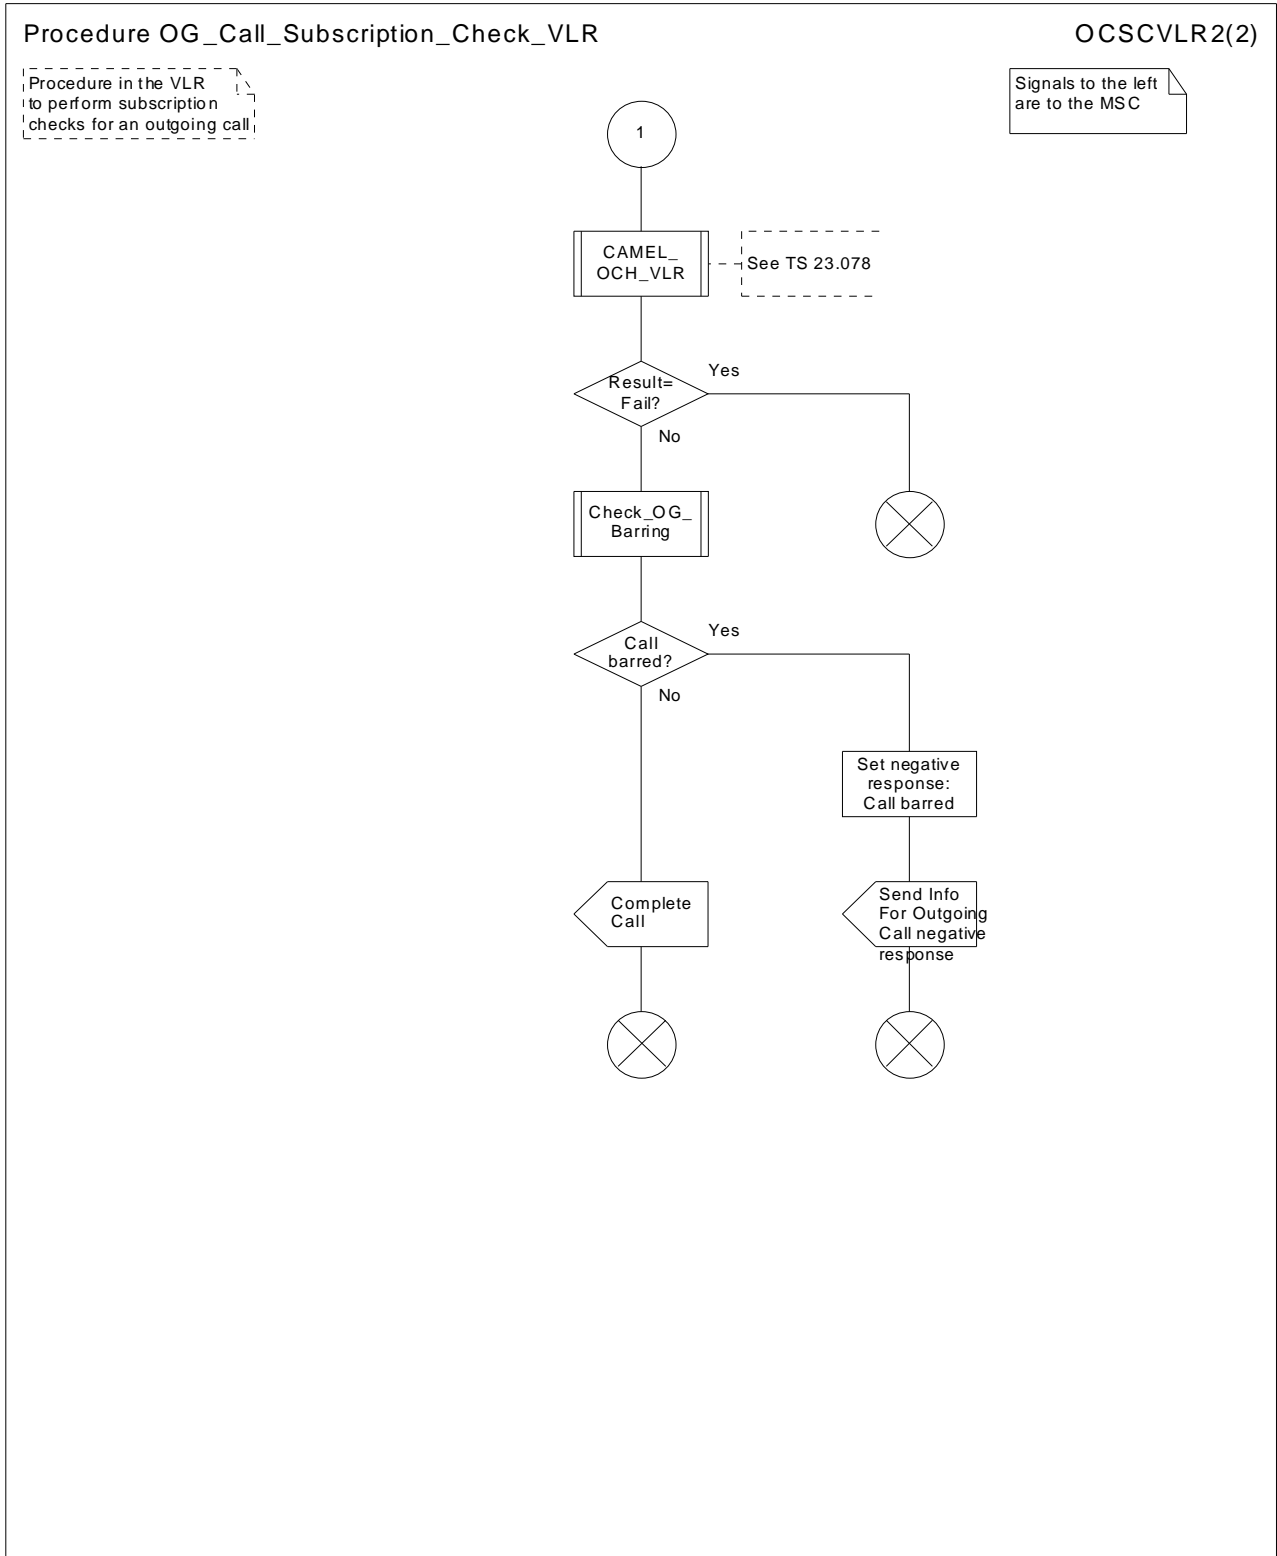 Procedure OG_Call_Subscription_Check_VLR
OCSCVLR2(2)
Procedure in the VLR
to perform subscription
checks for an outgoing call
Signals to the left
are to the MSC
1
CAMEL_
OCH_VLR
See TS 23.078
Result=
Fail?
Yes
No
Check_OG_
Barring
Call
barred?
Yes
No
Set negative
response:
Call barred
Complete
Call
Send Info
For Outgoing
Call negative
response